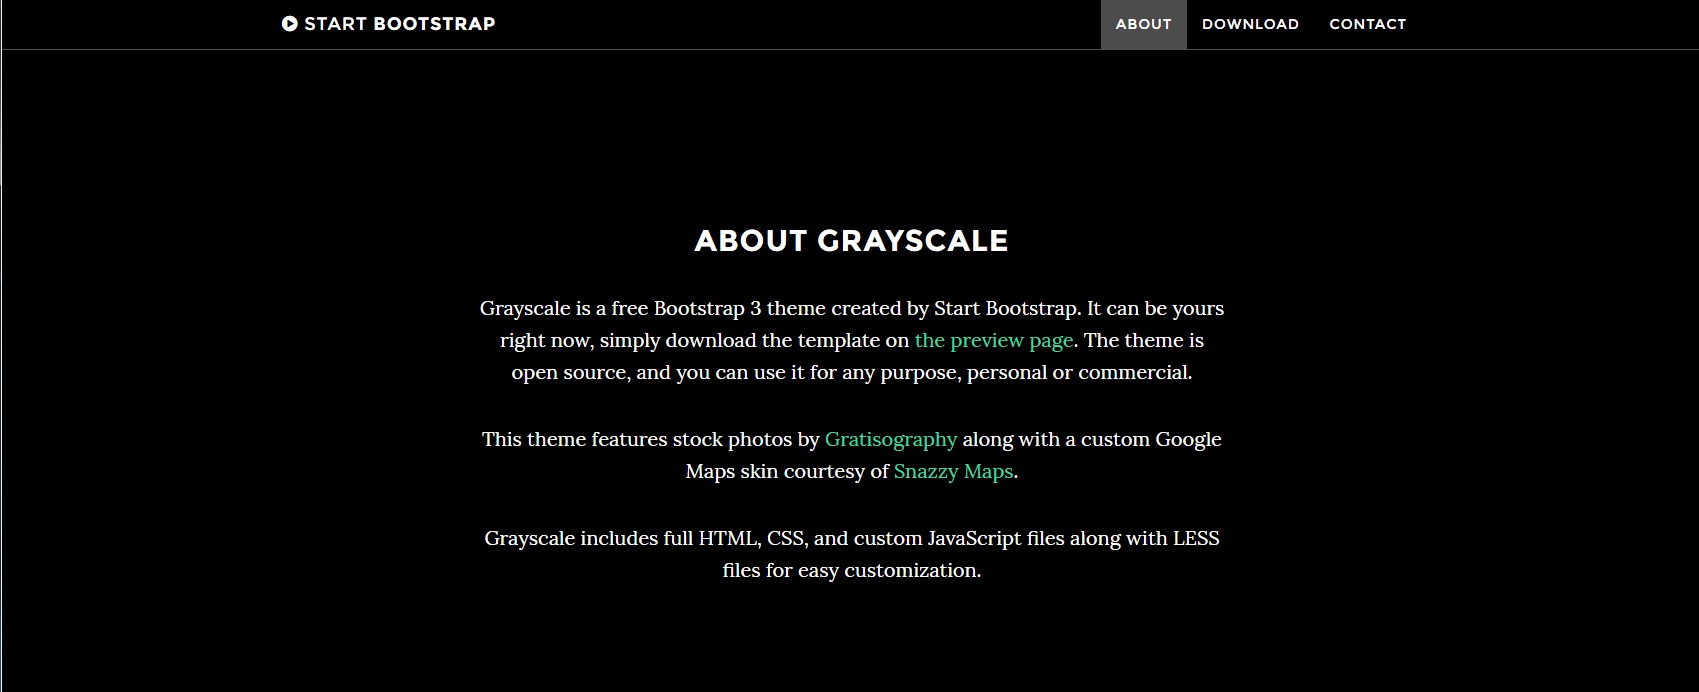 START BOOTSTRAP
ABOUT DOWNLOAD CONTACT
ABOUT GRAYSCALE
Grayscale is a free Bootstrap 3 theme created by Start Bootstrap. It can be yours
right now, simply download the template on the preview page. The theme is
open source, and you can use it for any purpose, personal or commercial.
This theme features stock photos by Gratisography along with a custom Google
Maps skin courtesy of Snazzy Maps.
Grayscale includes full HTML, CSS, and custom JavaScript files along with LESS
files for easy customization.